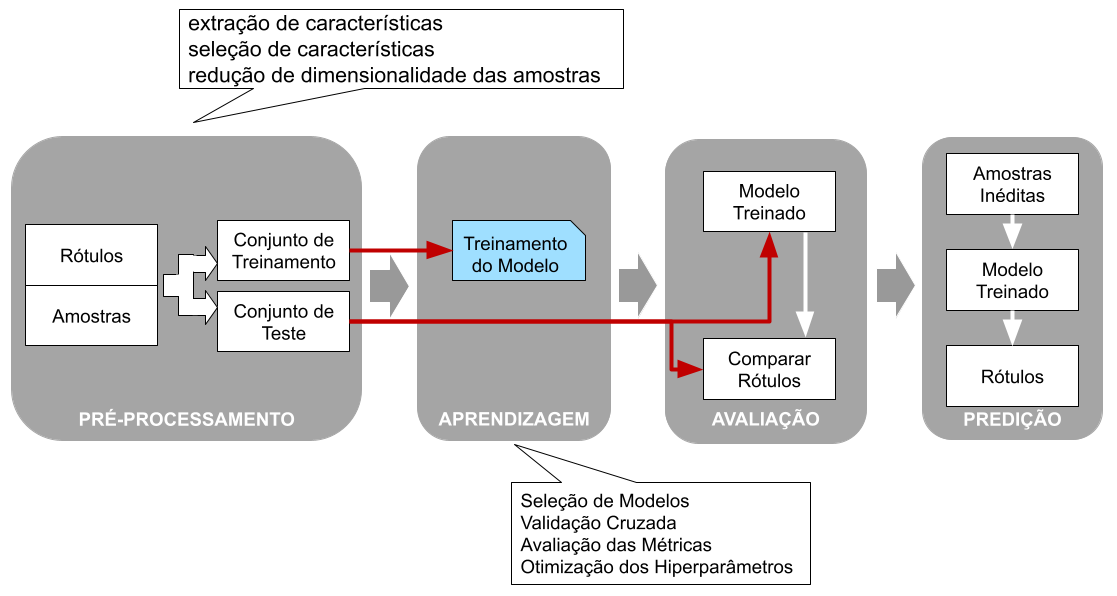 extração de características
seleção de características
redução de dimensionalidade das amostras
Rótulos
Amostras
Conjunto de
Treinamento
Conjunto de
Teste
PRÉ-PROCESSAMENTO
Treinamento
do Modelo
APRENDIZAGEM
Modelo
Treinado
Comparar
Rótulos
AVALIAÇÃO
Amostras
Inéditas
Modelo
Treinado
Rótulos
PREDIÇÃO
Seleção de Modelos
Validação Cruzada
Avaliação das Métricas
Otimização dos Hiperparâmetros